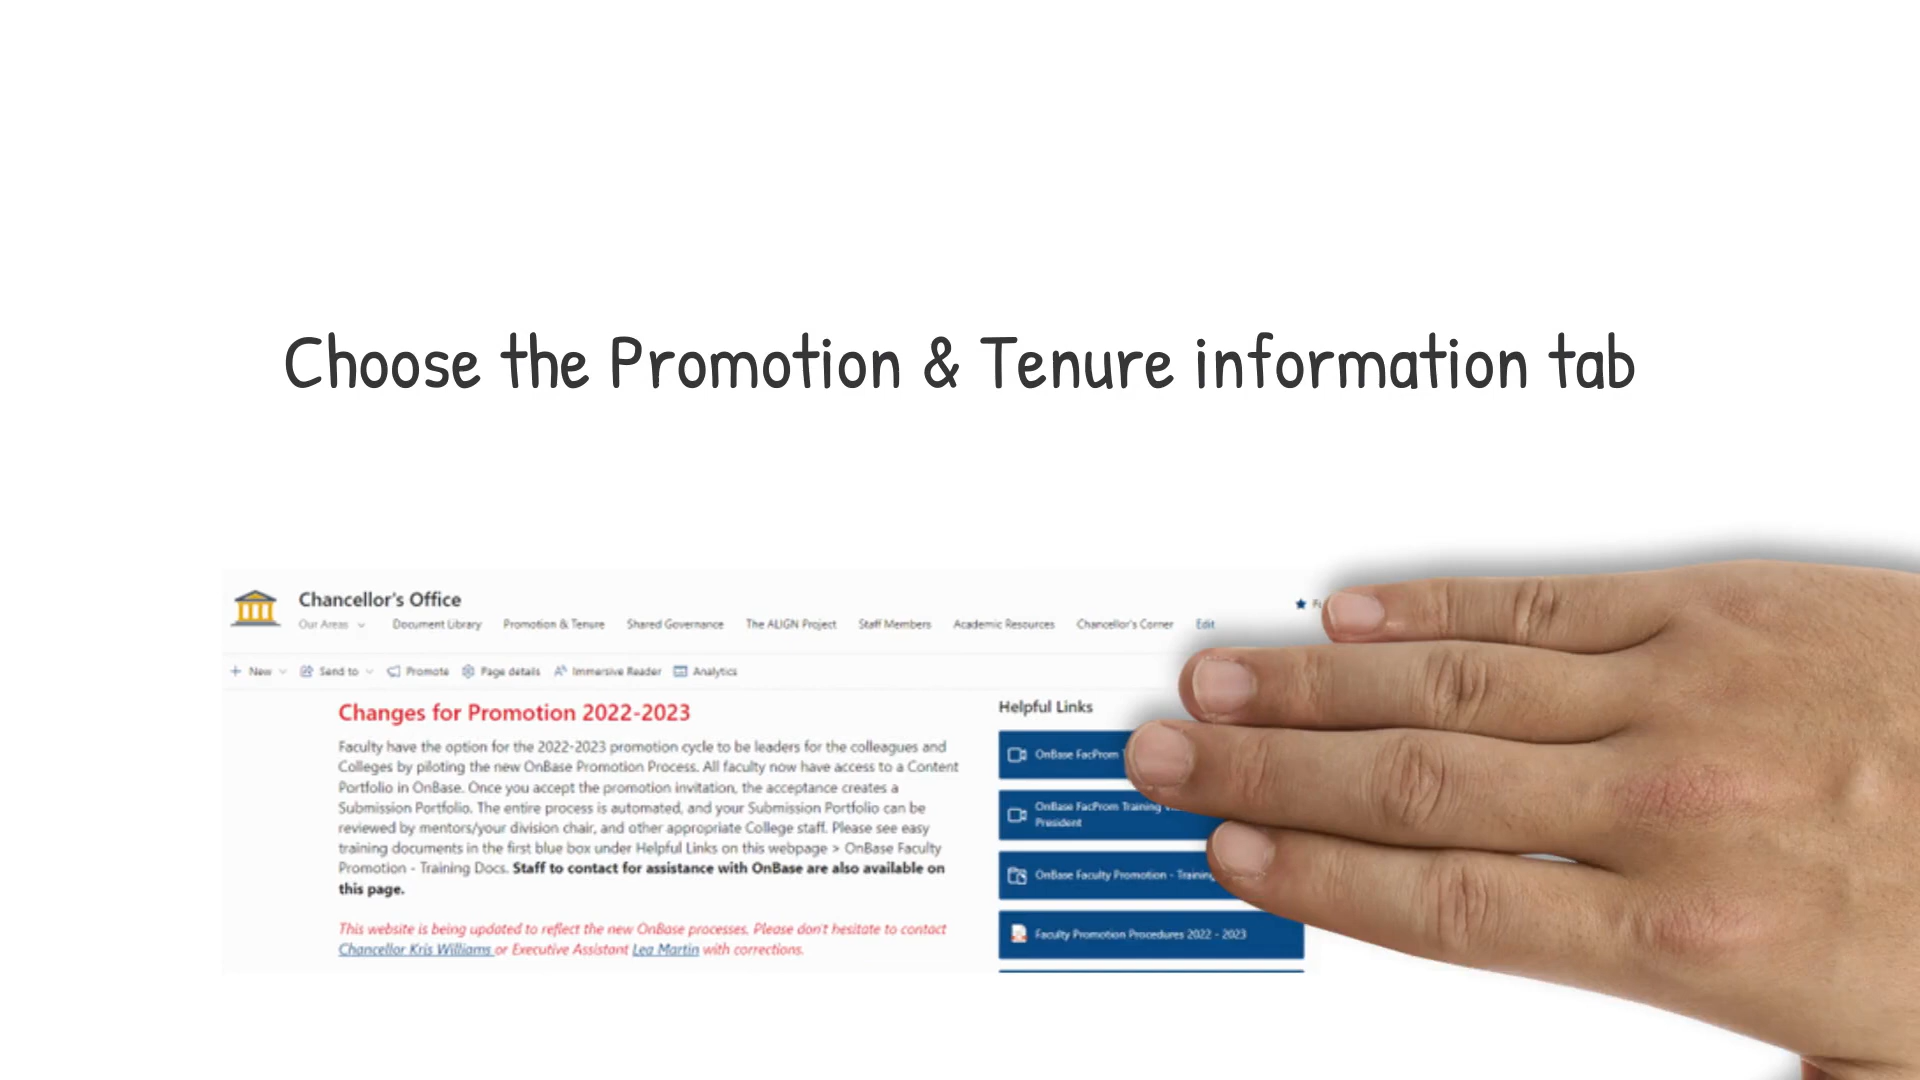 Choose the Promotion & Tenure information tab
Chancellor's Office
Our Areas Document Library Promotion & Tenure Shared Governance The ALIGN Project Staff Members Academic Resources Chancellor's Corner Edit
+ New Send to Promote Page details Immersive Reader Analytics
Changes for Promotion 2022-2023
Faculty have the option for the 2022-2023 promotion cycle to be leaders for the colleagues and
Colleges by piloting the new OnBase Promotion Process. All faculty now have access to a Content
Portfolio in OnBase. Once you accept the promotion invitation, the acceptance creates a
Submission Portfolio. The entire process is automated, and your Submission Portfolio can be
reviewed by mentors/your division chair, and other appropriate College staff. Please see easy
training documents in the first blue box under Helpful Links on this webpage > OnBase Faculty
Promotion - Training Docs. Staff to contact for assistance with OnBase are also available on
this page.
This website is being updated to reflect the new OnBase processes. Please don't hesitate to contact
Chancellor Kris Williams or Executive Assistant Lea Martin with corrections.
Helpful Links
OnBase FacProm
OnBase FacProm Training
President
OnBase Faculty Promotion - Training
Faculty Promotion Procedures 2022 - 2023